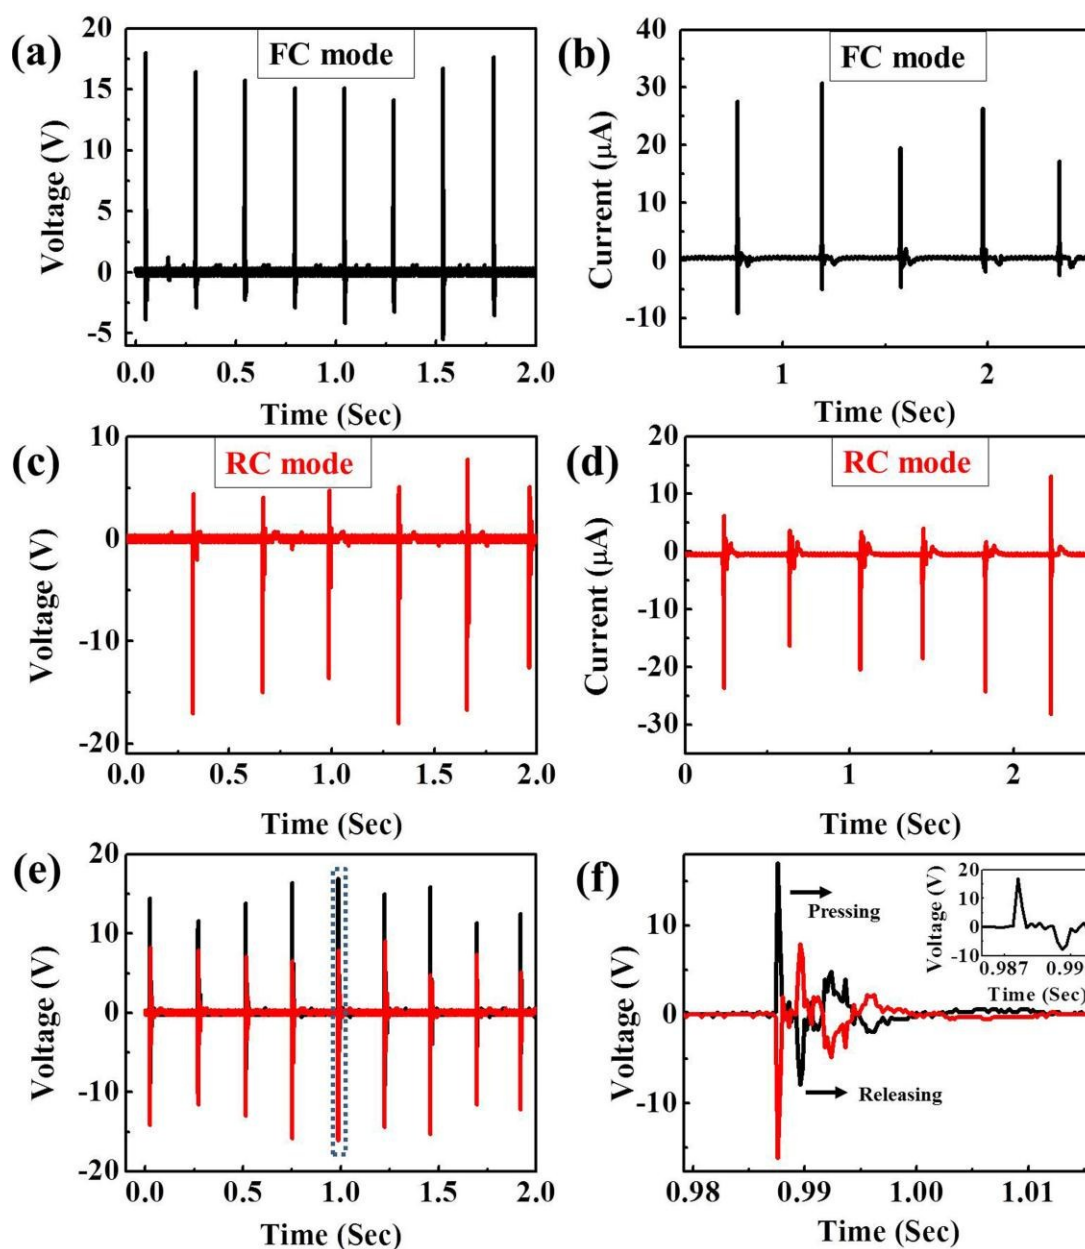 (a)
FC mode
Voltage (V)
20
15
10
5
0
-5
0.0 0.5 1.0 1.5 2.0
Time (Sec)
(b)
FC mode
Current (μA)
40
30
20
10
0
-10
1 2
Time (Sec)
(c)
RC mode
Voltage (V)
10
0
-10
-20
0.0 0.5 1.0 1.5 2.0
Time (Sec)
(d)
RC mode
Current (μA)
20
10
0
-10
-20
-30
0 1 2
Time (Sec)
(e)
Voltage (V)
20
10
0
-10
-20
0.0 0.5 1.0 1.5 2.0
Time (Sec)
(f)
Voltage (V)
10
0
-10
0.98 0.99 1.00 1.01
Time (Sec)
Pressing
Releasing
Voltage (V)
20
10
0
-10
0.987 0.99
Time (Sec)